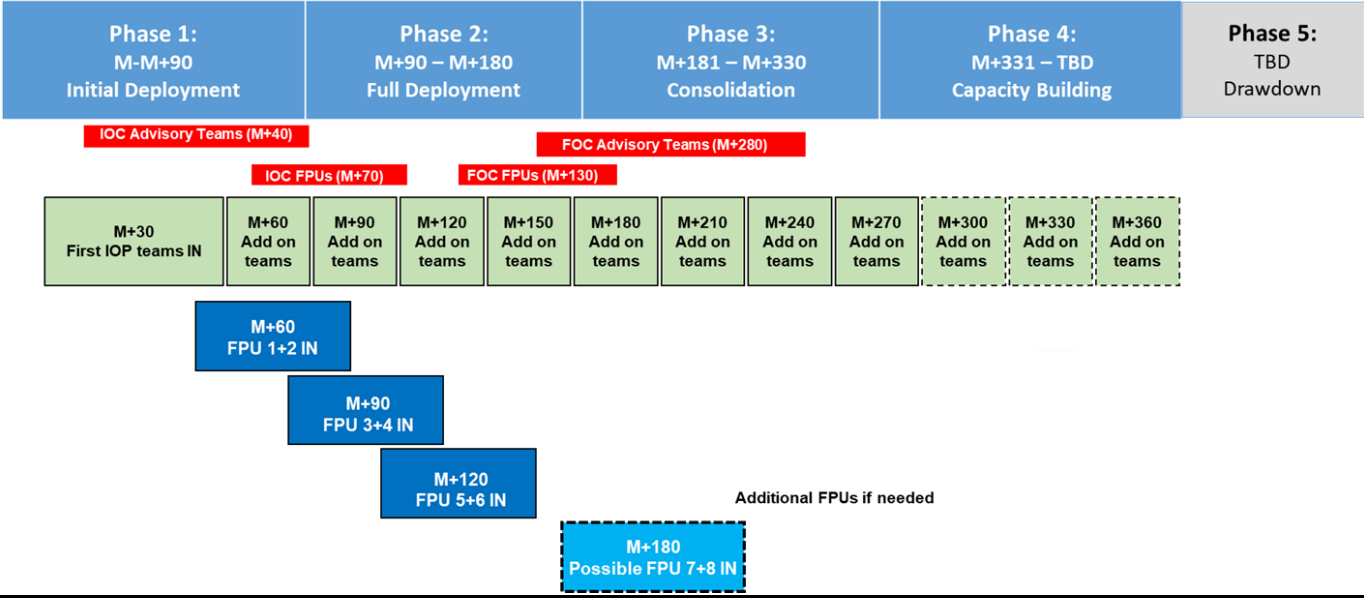 Phase 1:
M-M+90
Initial Deployment
Phase 2:
M+90 – M+180
Full Deployment
Phase 3:
M+181 – M+330
Consolidation
Phase 4:
M+331 – TBD
Capacity Building
Phase 5:
TBD
Drawdown
IOC Advisory Teams (M+40)
FOC Advisory Teams (M+280)
IOC FPUs (M+70)
FOC FPUs (M+130)
M+30
First IOP teams IN
M+60
Add on
teams
M+90
Add on
teams
M+120
Add on
teams
M+150
Add on
teams
M+180
Add on
teams
M+210
Add on
teams
M+240
Add on
teams
M+270
Add on
teams
M+300
Add on
teams
M+330
Add on
teams
M+360
Add on
teams
M+60
FPU 1+2 IN
M+90
FPU 3+4 IN
M+120
FPU 5+6 IN
Additional FPUs if needed
M+180
Possible FPU 7+8 IN